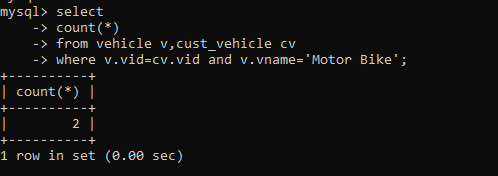 mysql> select
    -> count(*)
    -> from vehicle v,cust_vehicle cv
    -> where v.vid=cv.vid and v.vname='Motor Bike';
+----------+
| count(*) |
+----------+
|        2 |
+----------+
1 row in set (0.00 sec)